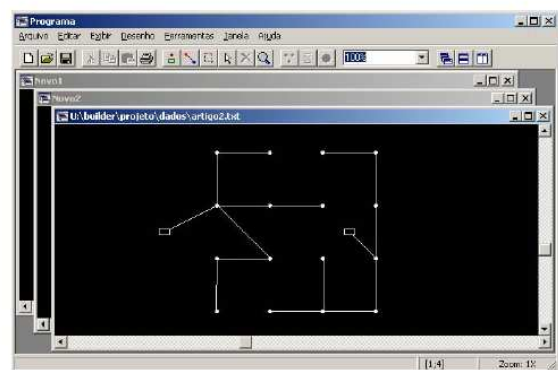 Programa
Arquivo Editar Exibir Desenho Ferramentas Janela Ajuda
100%
Novo1
Novo2
U:\builder\projeto\dados\artigo2.txt
[1;4] Zoom: 1X